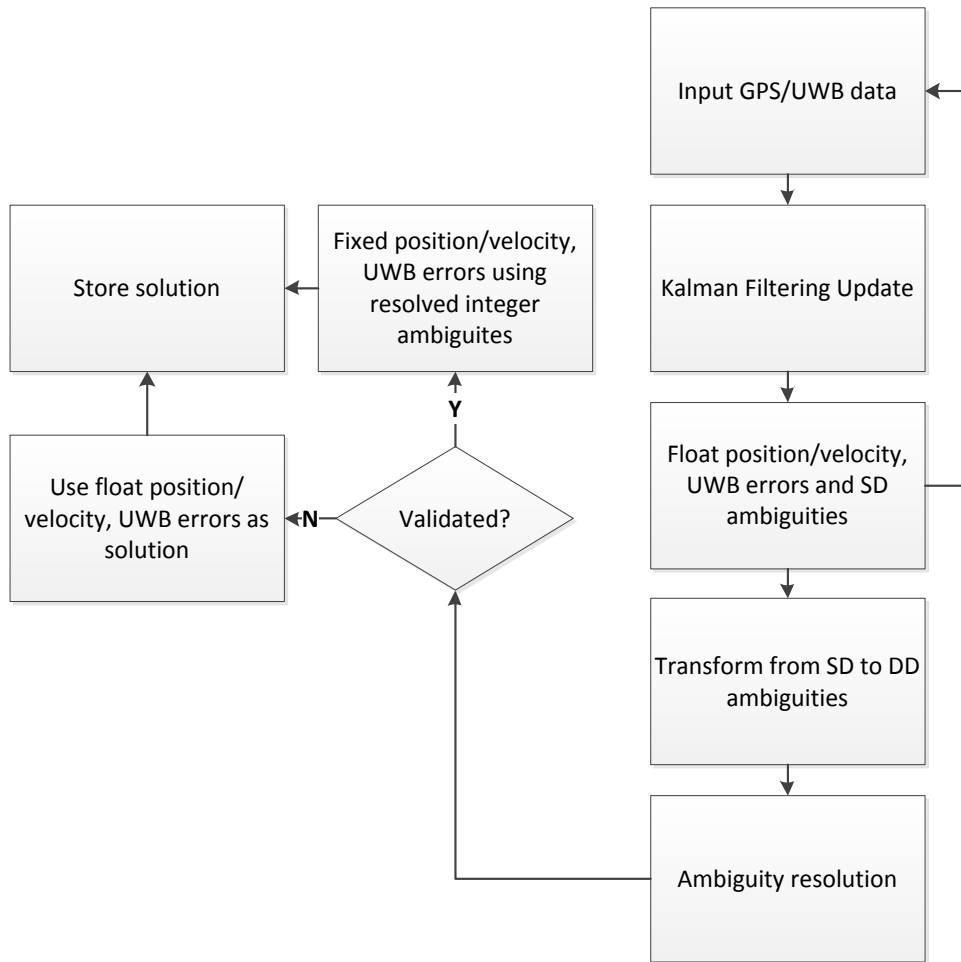 Input GPS/UWB data
Kalman Filtering Update
Float position/velocity,
UWB errors and SD
ambiguities
Transform from SD to DD
ambiguities
Ambiguity resolution
Validated?
Y
Fixed position/velocity,
UWB errors using
resolved integer
ambiguites
N
Use float position/
velocity, UWB errors as
solution
Store solution